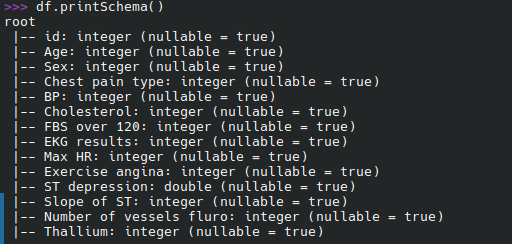 >>> df.printSchema()
root
 |-- id: integer (nullable = true)
 |-- Age: integer (nullable = true)
 |-- Sex: integer (nullable = true)
 |-- Chest pain type: integer (nullable = true)
 |-- BP: integer (nullable = true)
 |-- Cholesterol: integer (nullable = true)
 |-- FBS over 120: integer (nullable = true)
 |-- EKG results: integer (nullable = true)
 |-- Max HR: integer (nullable = true)
 |-- Exercise angina: integer (nullable = true)
 |-- ST depression: double (nullable = true)
 |-- Slope of ST: integer (nullable = true)
 |-- Number of vessels fluro: integer (nullable = true)
 |-- Thallium: integer (nullable = true)